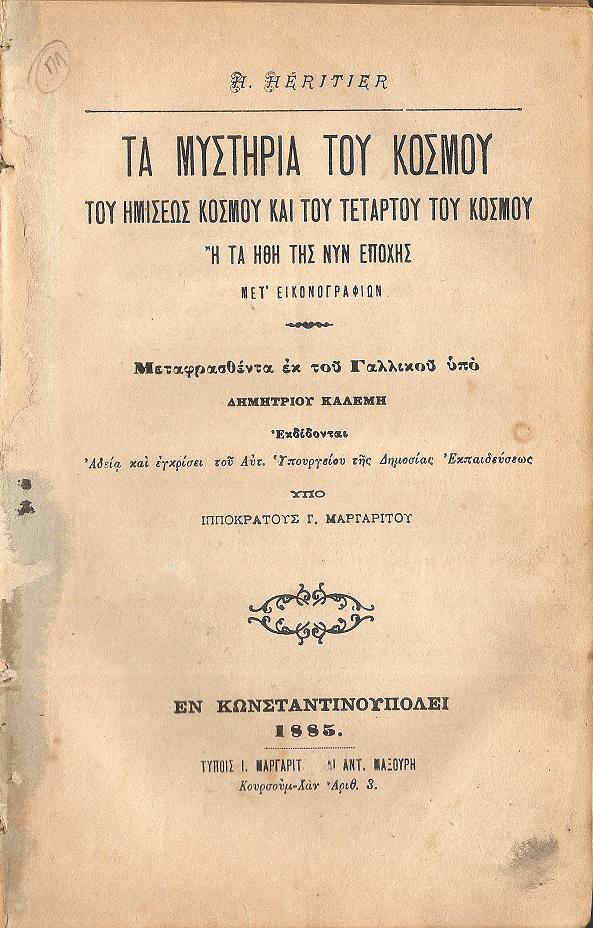 H. HÉRITIER
ΤΑ ΜΥΣΤΗΡΙΑ ΤΟΥ ΚΟΣΜΟΥ
ΤΟΥ ΗΜΙΣΕΩΣ ΚΟΣΜΟΥ ΚΑΙ ΤΟΥ ΤΕΤΑΡΤΟΥ ΤΟΥ ΚΟΣΜΟΥ
Ἢ ΤΑ ΗΘΗ ΤΗΣ ΝΥΝ ΕΠΟΧΗΣ
ΜΕΤ' ΕΙΚΟΝΟΓΡΑΦΙΩΝ
Μεταφρασθέντα ἐκ τοῦ Γαλλικοῦ ὑπὸ
ΔΗΜΗΤΡΙΟΥ ΚΑΛΕΜΗ
Ἐκδίδονται
Ἀδείᾳ καὶ ἐγκρίσει τοῦ Αὐτ. Ὑπουργείου τῆς Δημοσίας Ἐκπαιδεύσεως
ΥΠΟ
ΙΠΠΟΚΡΑΤΟΥΣ Γ. ΜΑΡΓΑΡΙΤΟΥ
ΕΝ ΚΩΝΣΤΑΝΤΙΝΟΥΠΟΛΕΙ
1885.
ΤΥΠΟΙΣ Ι. ΜΑΡΓΑΡΙΤ ΑΙ ΑΝΤ. ΜΑΞΟΥΡΗ
Κουρσοὺμ-Χὰν Ἀριθ. 3.